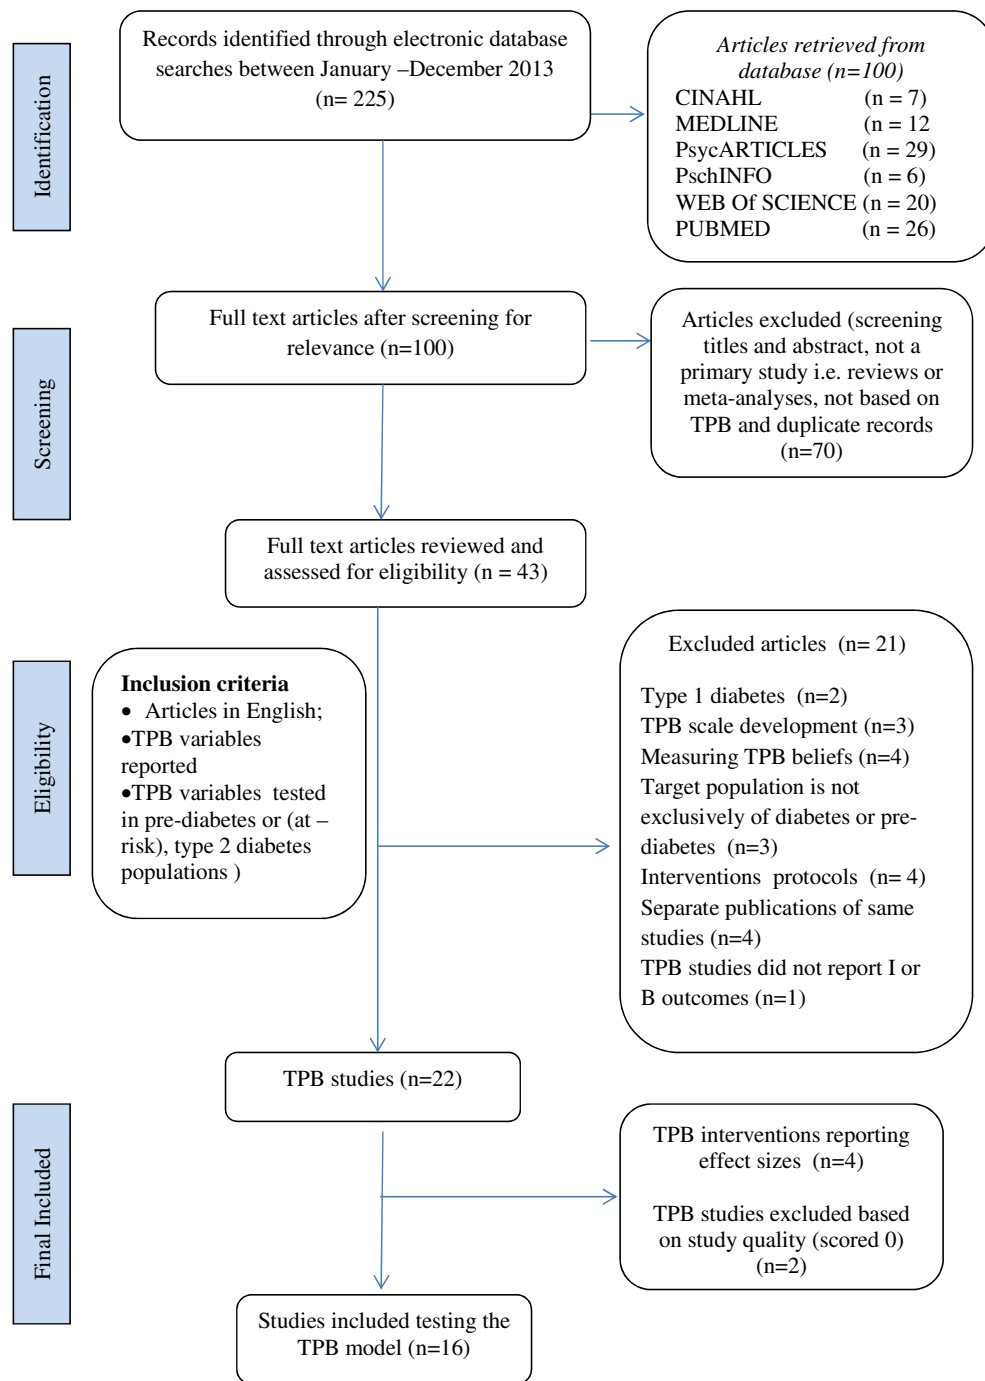 Identification
Records identified through electronic database
searches between January –December 2013
(n= 225)
Articles retrieved from
database (n=100)
CINAHL (n = 7)
MEDLINE (n = 12
PsycARTICLES (n = 29)
PschINFO (n = 6)
WEB Of SCIENCE (n = 20)
PUBMED (n = 26)
Screening
Full text articles after screening for
relevance (n=100)
Articles excluded (screening
titles and abstract, not a
primary study i.e. reviews or
meta-analyses, not based on
TPB and duplicate records
(n=70)
Full text articles reviewed and
assessed for eligibility (n = 43)
Eligibility
Inclusion criteria
• Articles in English;
•TPB variables
reported
•TPB variables tested
in pre-diabetes or (at –
risk), type 2 diabetes
populations )
Excluded articles (n= 21)
Type 1 diabetes (n=2)
TPB scale development (n=3)
Measuring TPB beliefs (n=4)
Target population is not
exclusively of diabetes or pre-
diabetes (n=3)
Interventions protocols (n= 4)
Separate publications of same
studies (n=4)
TPB studies did not report I or
B outcomes (n=1)
TPB studies (n=22)
Final Included
TPB interventions reporting
effect sizes (n=4)
TPB studies excluded based
on study quality (scored 0)
(n=2)
Studies included testing the
TPB model (n=16)